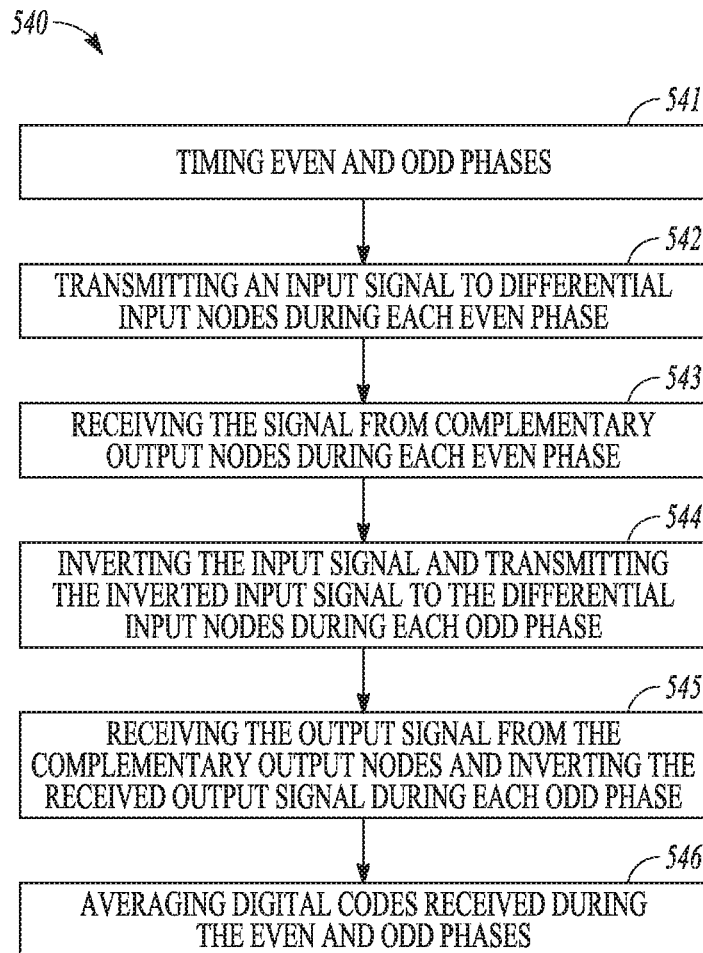 540
541
TIMING EVEN AND ODD PHASES
542
TRANSMITTING AN INPUT SIGNAL TO DIFFERENTIAL
INPUT NODES DURING EACH EVEN PHASE
543
RECEIVING THE SIGNAL FROM COMPLEMENTARY
OUTPUT NODES DURING EACH EVEN PHASE
544
INVERTING THE INPUT SIGNAL AND TRANSMITTING
THE INVERTED INPUT SIGNAL TO THE DIFFERENTIAL
INPUT NODES DURING EACH ODD PHASE
545
RECEIVING THE OUTPUT SIGNAL FROM THE
COMPLEMENTARY OUTPUT NODES AND INVERTING THE
RECEIVED OUTPUT SIGNAL DURING EACH ODD PHASE
546
AVERAGING DIGITAL CODES RECEIVED DURING
THE EVEN AND ODD PHASES